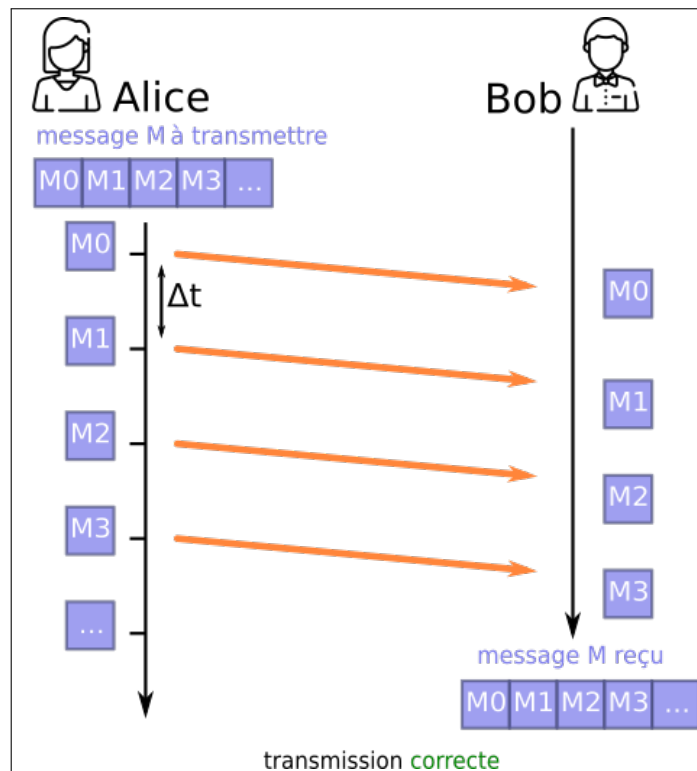 Alice
Bob
message M à transmettre
M0 M1 M2 M3 ...
M0
M0
Δt
M1
M1
M2
M2
M3
M3
...
message M reçu
M0 M1 M2 M3 ...
transmission correcte